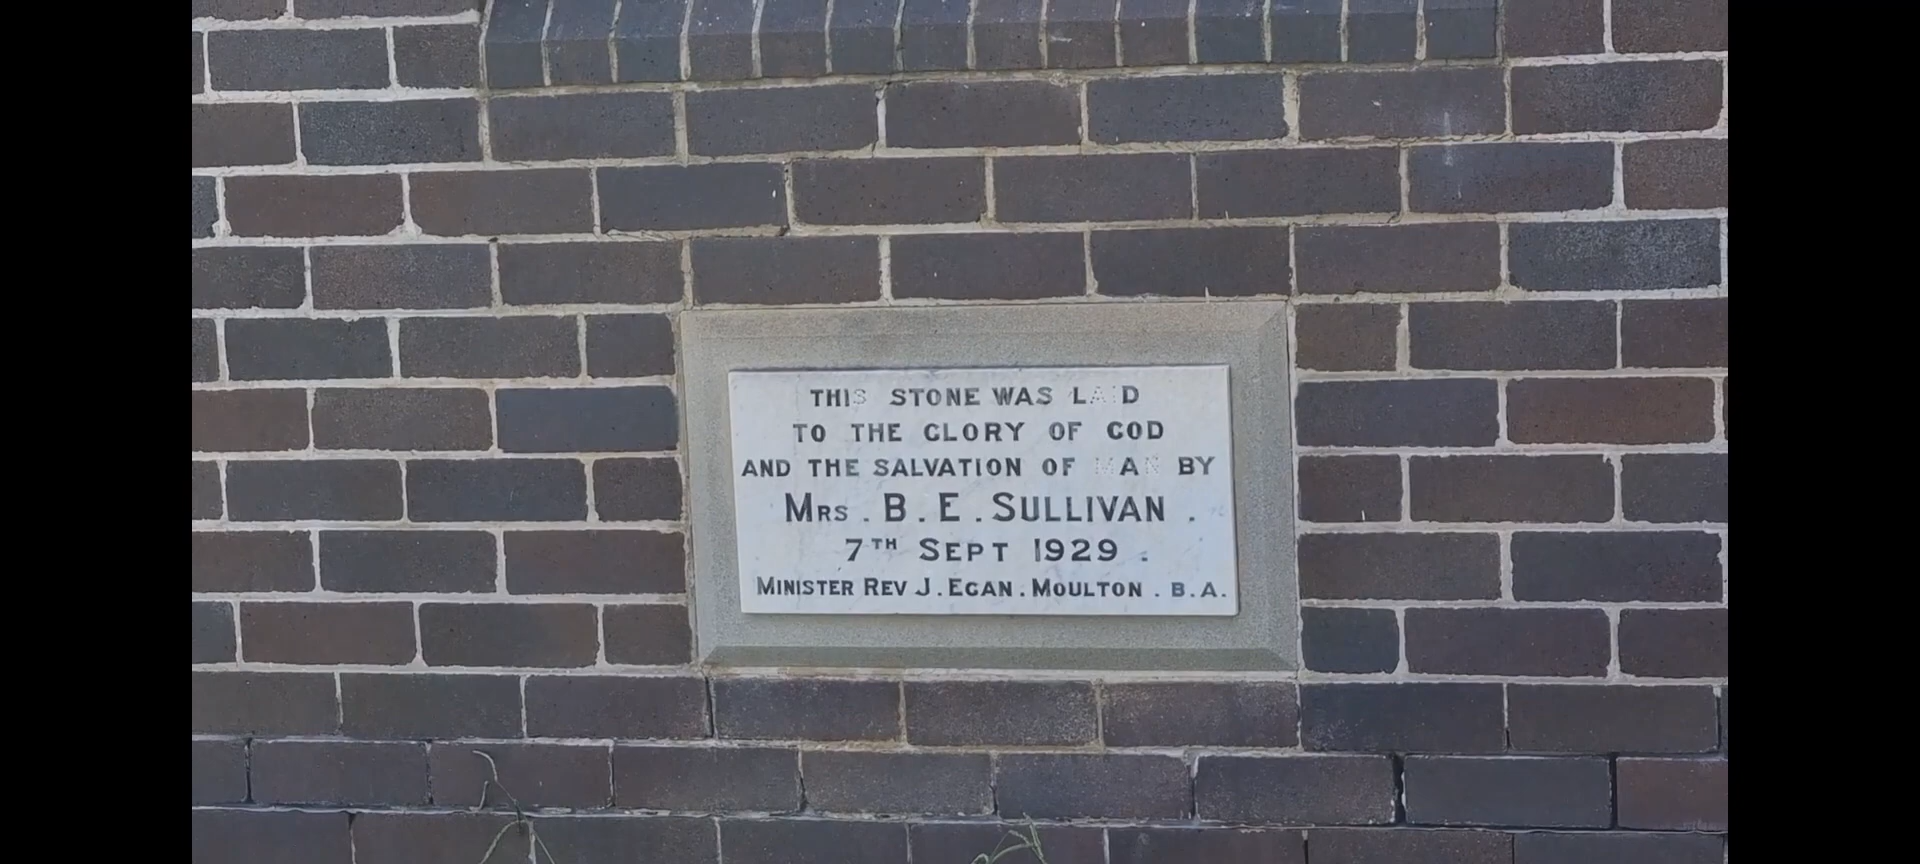 THIS STONE WAS LAID
TO THE GLORY OF GOD
AND THE SALVATION OF MAN BY
MRS . B . E . SULLIVAN .
7TH SEPT 1929 .
MINISTER REV J . EGAN . MOULTON . B . A .